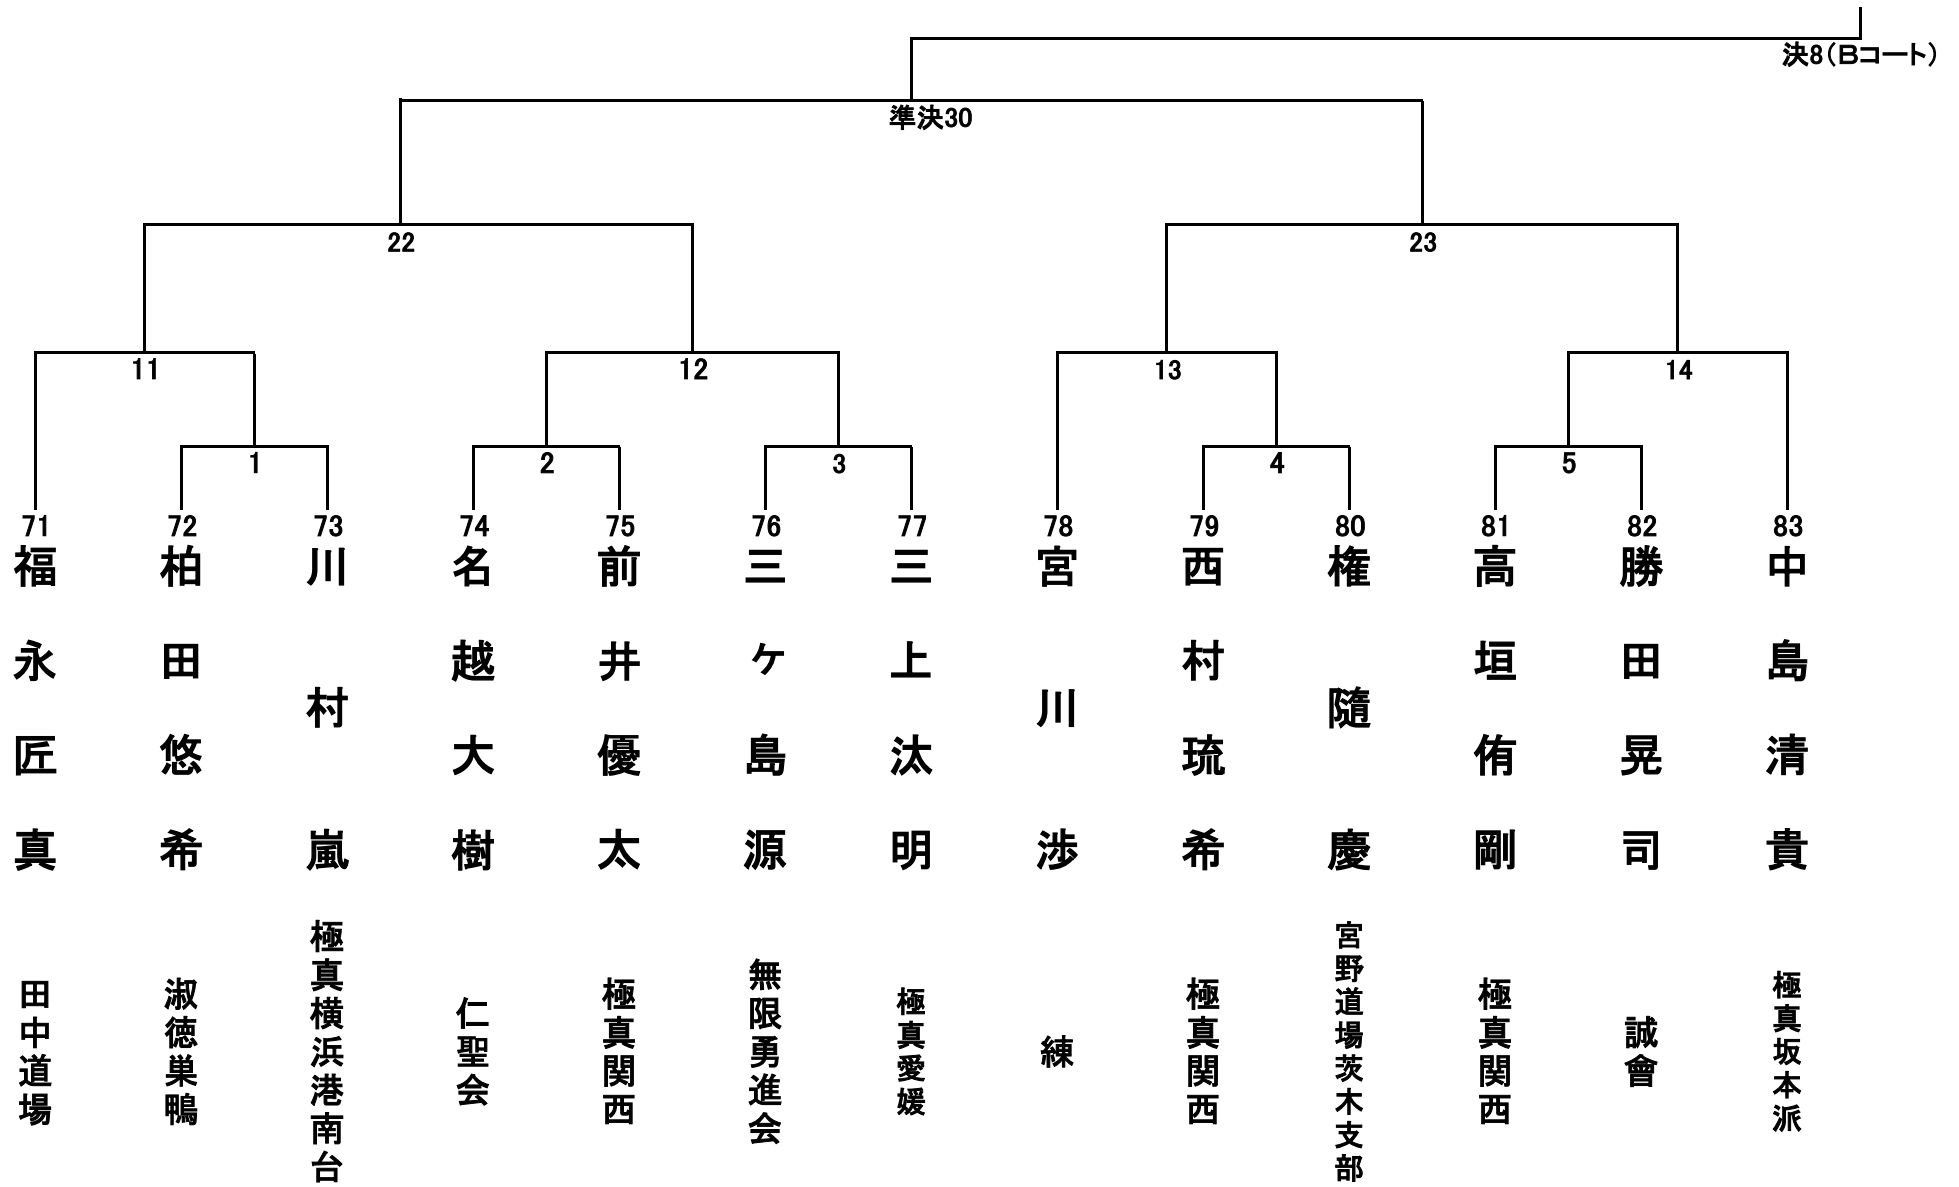 決8（Bコート）
準決30
22
23
11
12
13
14
1
2
3
4
5
71
福永匠真
田中道場
72
柏田悠希
淑徳巣鴨
73
川村嵐
極真横浜港南台
74
名越大樹
仁聖会
75
前井優太
極真関西
76
三ヶ島源
無限勇進会
77
三上汰明
極真愛媛
78
宮川渉
練
79
西村琉希
極真関西
80
権隨慶
宮野道場茨木支部
81
高垣侑剛
極真関西
82
勝田晃司
誠會
83
中島清貴
極真坂本派